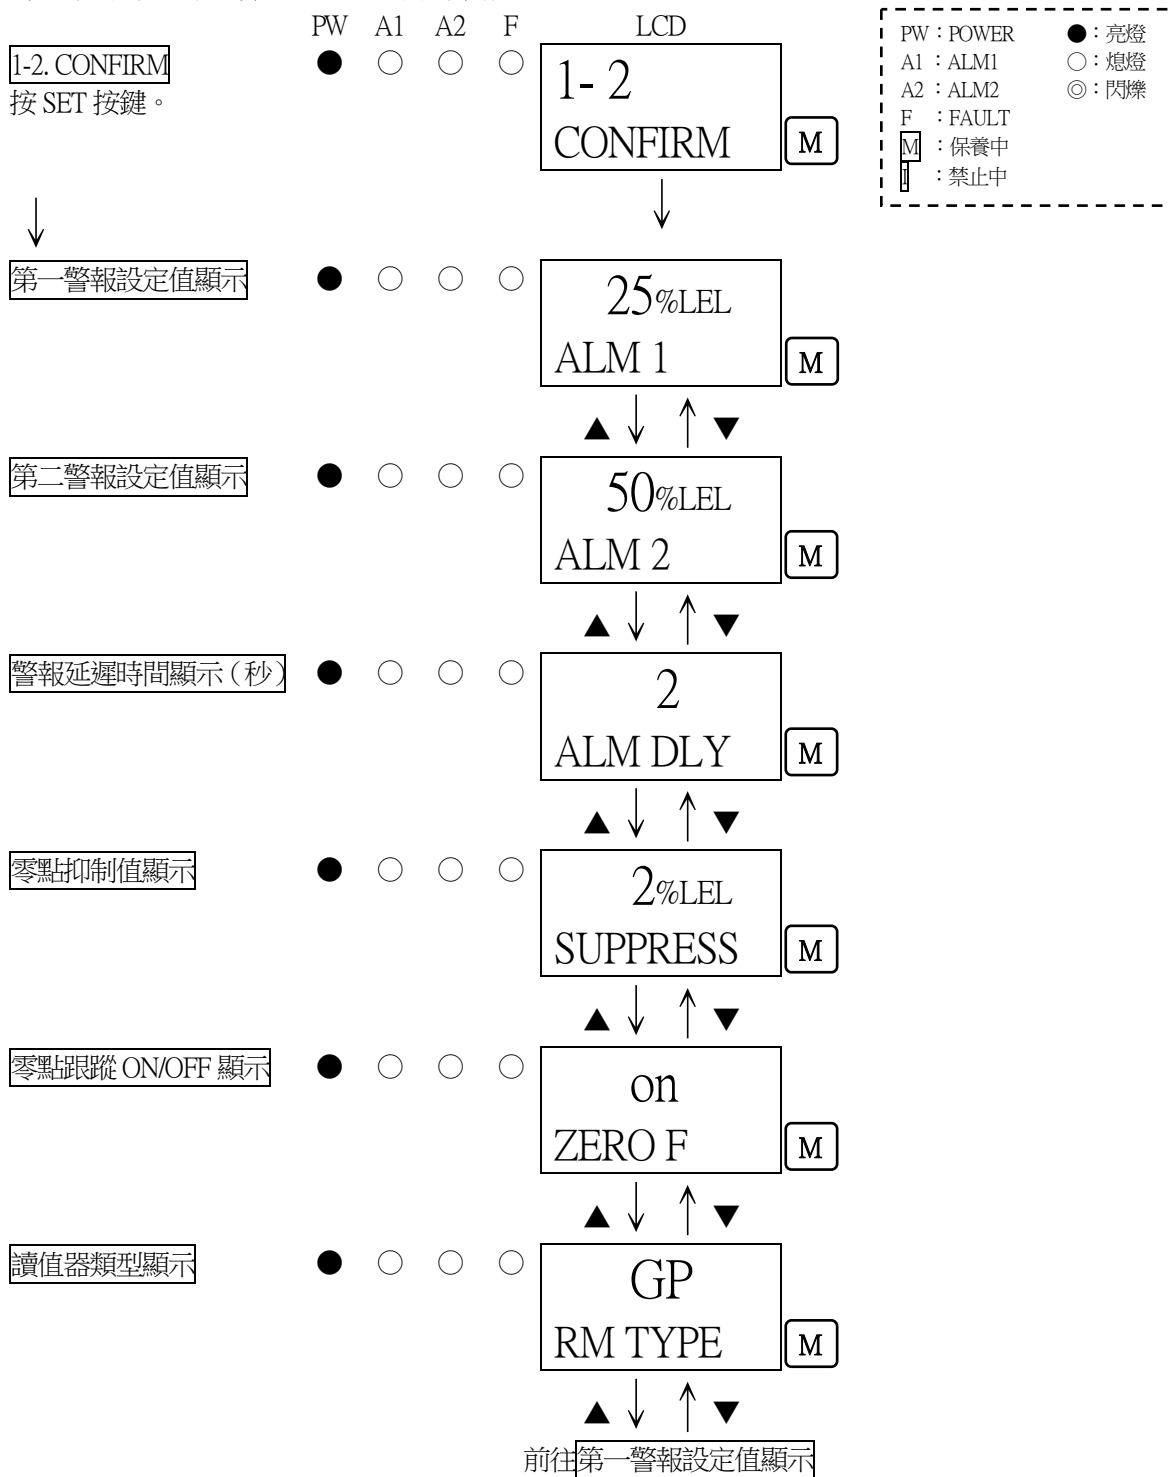 PW A1 A2 F LCD
1-2. CONFIRM
按 SET 按鍵。
1- 2
CONFIRM
M
PW：POWER ●：亮燈
A1：ALM1 ○：熄燈
A2：ALM2 ◎：閃爍
F：FAULT
M：保養中
I：禁止中
第一警報設定值顯示
25%LEL
ALM 1
M
▲ ▼
第二警報設定值顯示
50%LEL
ALM 2
M
▲ ▼
警報延遲時間顯示（秒）
2
ALM DLY
M
▲ ▼
零點抑制值顯示
2%LEL
SUPPRESS
M
▲ ▼
零點跟蹤 ON/OFF 顯示
on
ZERO F
M
▲ ▼
讀值器類型顯示
GP
RM TYPE
M
▲ ▼
前往第一警報設定值顯示